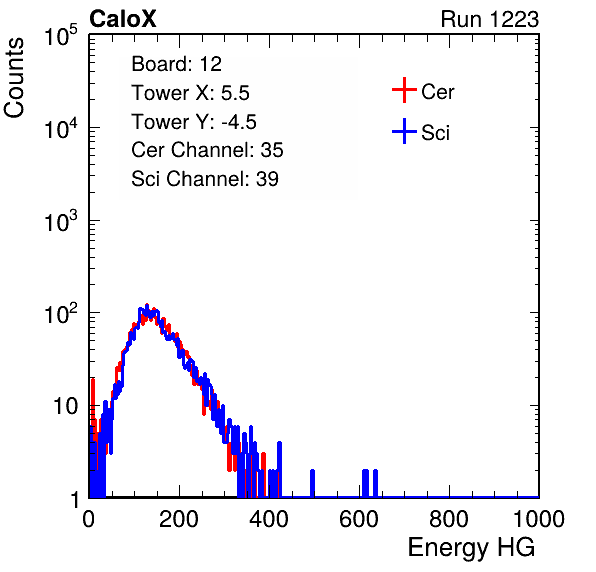 CaloX Run 1223
Counts
Board: 12
Tower X: 5.5
Tower Y: -4.5
Cer Channel: 35
Sci Channel: 39
Cer
Sci
10^5
10^4
10^3
10^2
10
1
0 200 400 600 800 1000
Energy HG